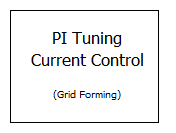 PI Tuning
Current Control
(Grid Forming)